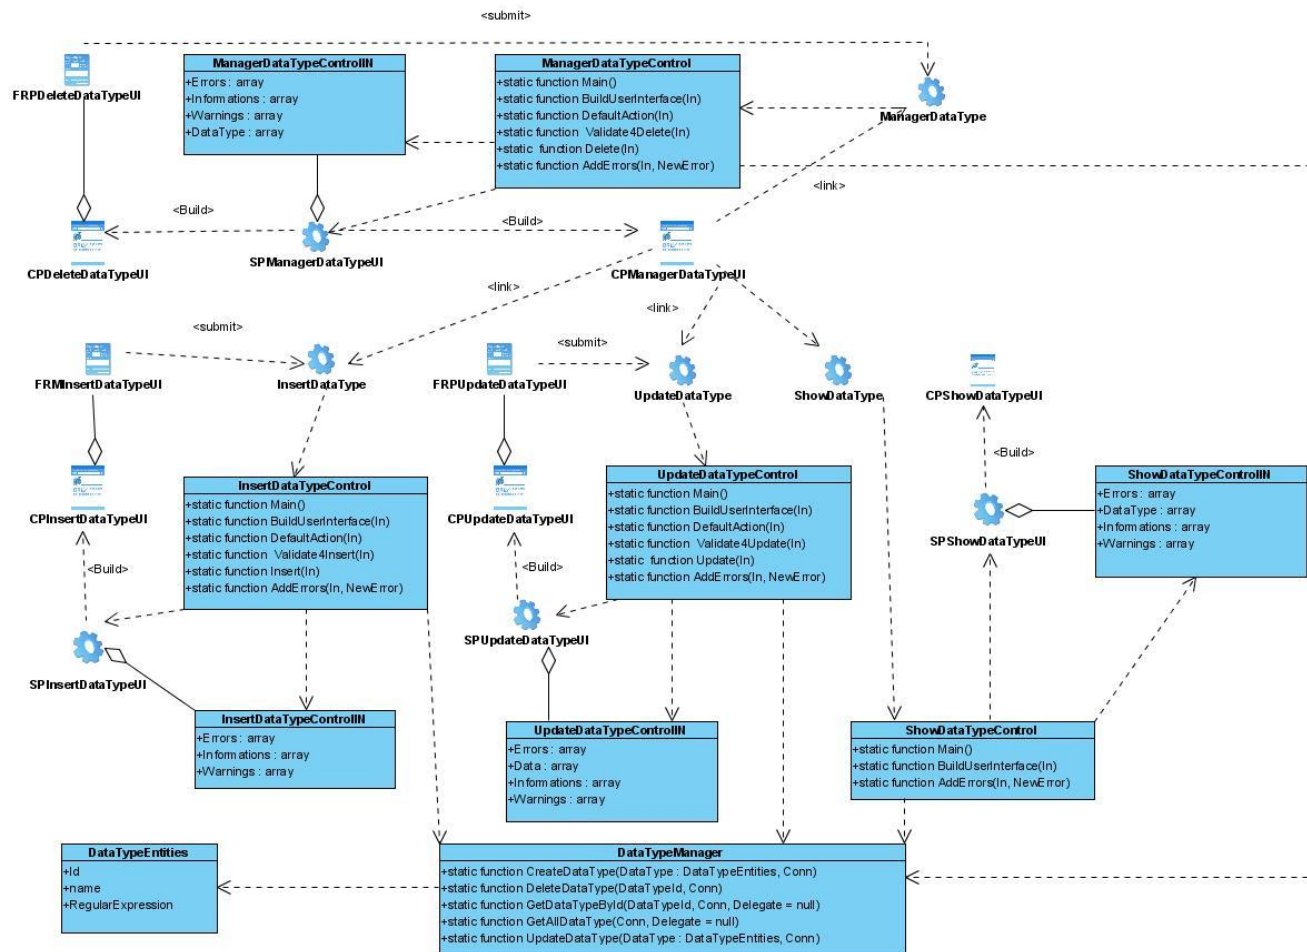 <submit>
FRPDeleteDataTypeUI
ManagerDataTypeControlIN
+Errors : array
+Informations : array
+Warnings : array
+DataType : array
ManagerDataTypeControl
+static function Main()
+static function BuildUserInterface(In)
+static function DefaultAction(In)
+static function Validate4Delete(In)
+static function Delete(In)
+static function AddErrors(In, NewError)
ManagerDataType
<link>
<Build>
<Build>
CPDeleteDataTypeUI
SPManagerDataTypeUI
CPManagerDataTypeUI
<link>
<link>
<submit>
<submit>
FRMInsertDataTypeUI
InsertDataType
FRPUpdateDataTypeUI
UpdateDataType
ShowDataType
CPShowDataTypeUI
<Build>
CPInsertDataTypeUI
InsertDataTypeControl
+static function Main()
+static function BuildUserInterface(In)
+static function DefaultAction(In)
+static function Validate4Insert(In)
+static function Insert(In)
+static function AddErrors(In, NewError)
CPUpdateDataTypeUI
UpdateDataTypeControl
+static function Main()
+static function BuildUserInterface(In)
+static function DefaultAction(In)
+static function Validate4Update(In)
+static function Update(In)
+static function AddErrors(In, NewError)
SPShowDataTypeUI
ShowDataTypeControlIN
+Errors : array
+DataType : array
+Informations : array
+Warnings : array
<Build>
<Build>
SPInsertDataTypeUI
SPUpdateDataTypeUI
InsertDataTypeControlIN
+Errors : array
+Informations : array
+Warnings : array
UpdateDataTypeControlIN
+Errors : array
+Data : array
+Informations : array
+Warnings : array
ShowDataTypeControl
+static function Main()
+static function BuildUserInterface(In)
+static function AddErrors(In, NewError)
DataTypeEntities
+Id
+name
+RegularExpression
DataTypeManager
+static function CreateDataType(DataType : DataTypeEntities, Conn)
+static function DeleteDataType(DataTypeId, Conn)
+static function GetDataTypeById(DataTypeId, Conn, Delegate = null)
+static function GetAllDataType(Conn, Delegate = null)
+static function UpdateDataType(DataType : DataTypeEntities, Conn)